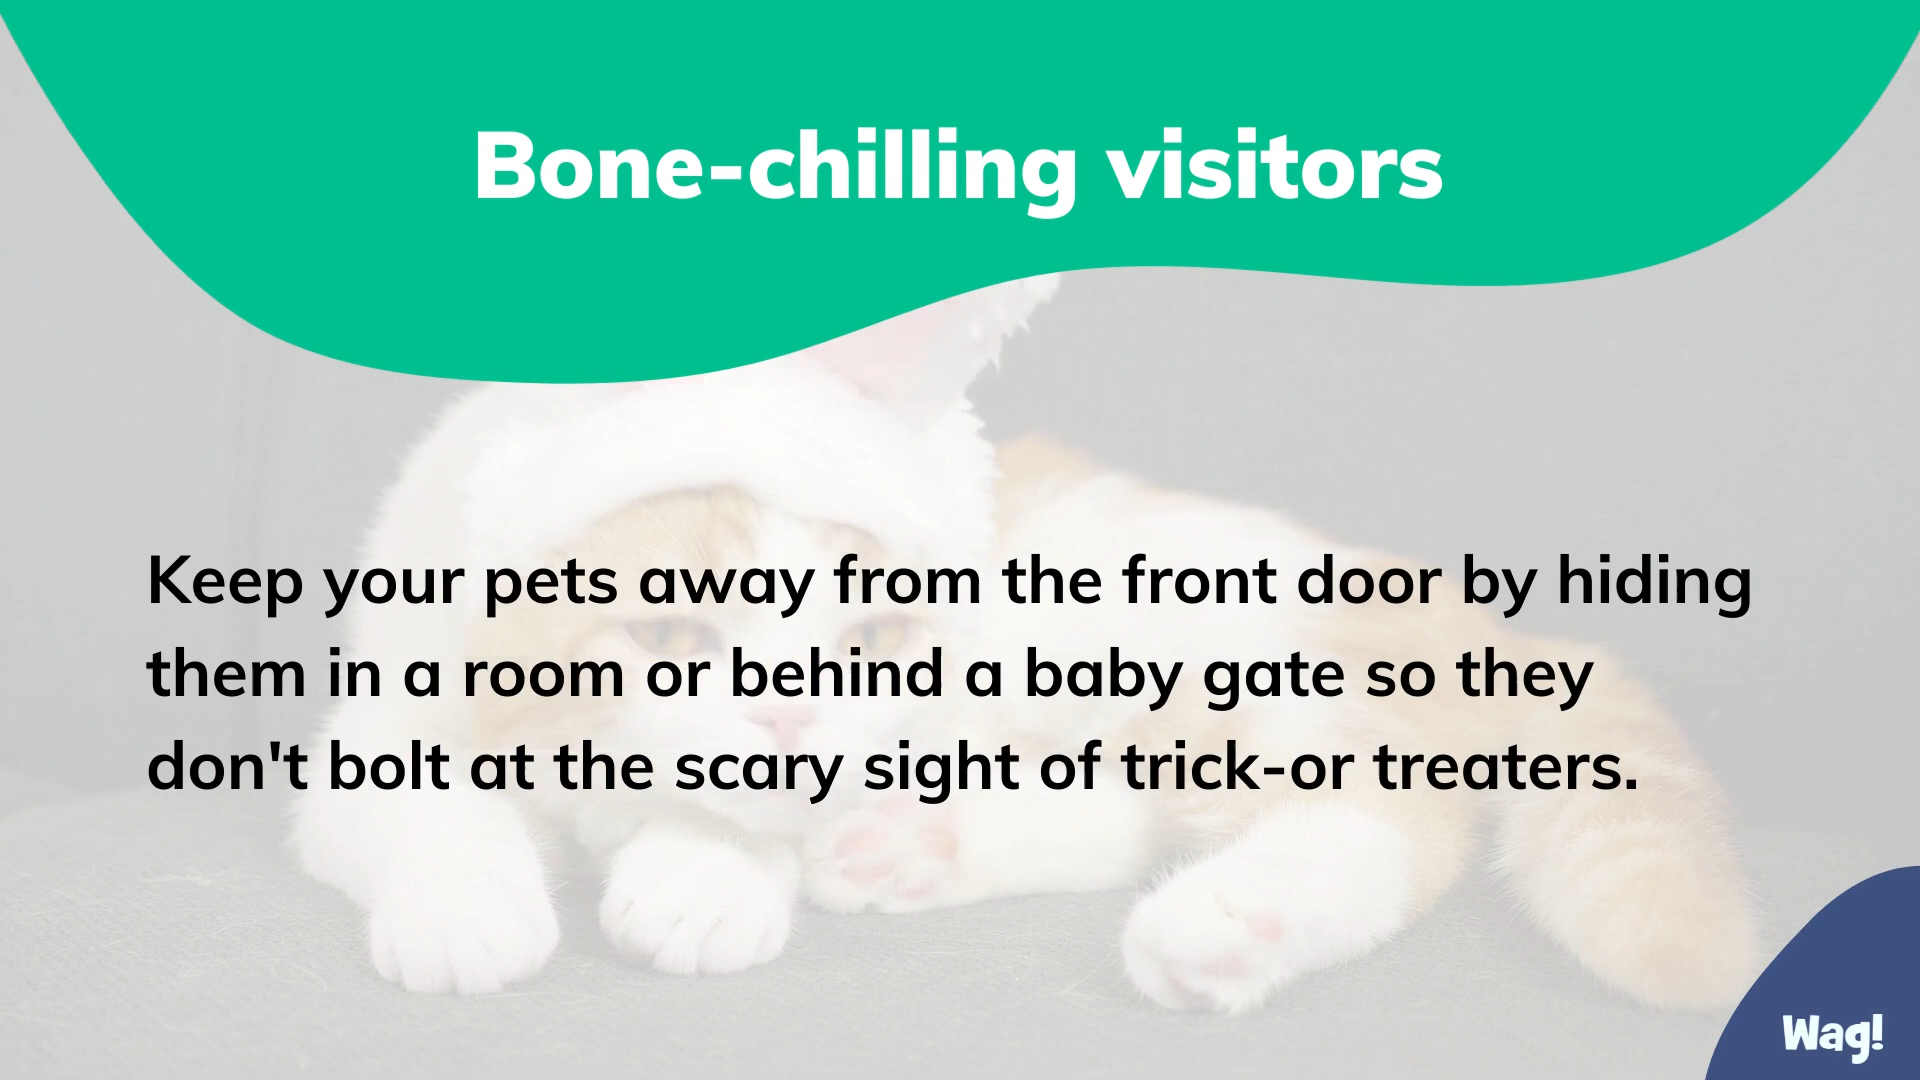 Bone-chilling visitors
Keep your pets away from the front door by hiding
them in a room or behind a baby gate so they
don't bolt at the scary sight of trick-or treaters.
Wag!